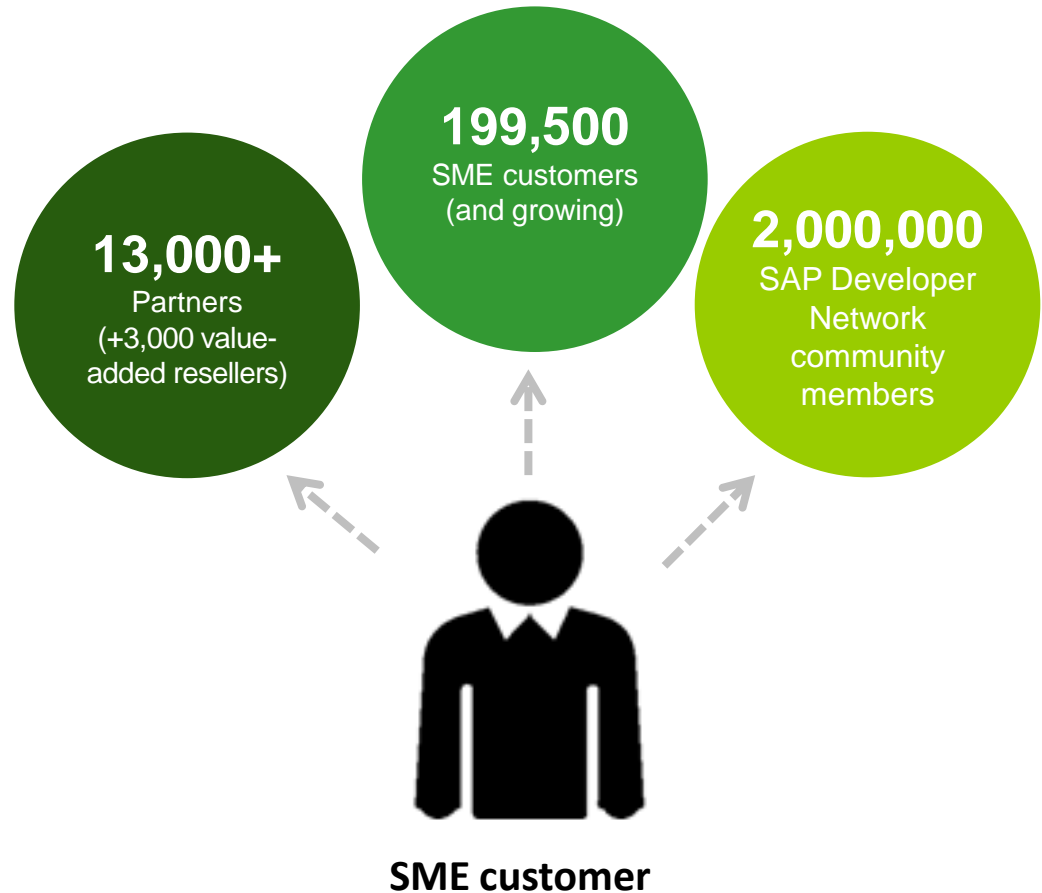 13,000+
Partners
(+3,000 value-
added resellers)
199,500
SME customers
(and growing)
2,000,000
SAP Developer
Network
community
members
SME customer